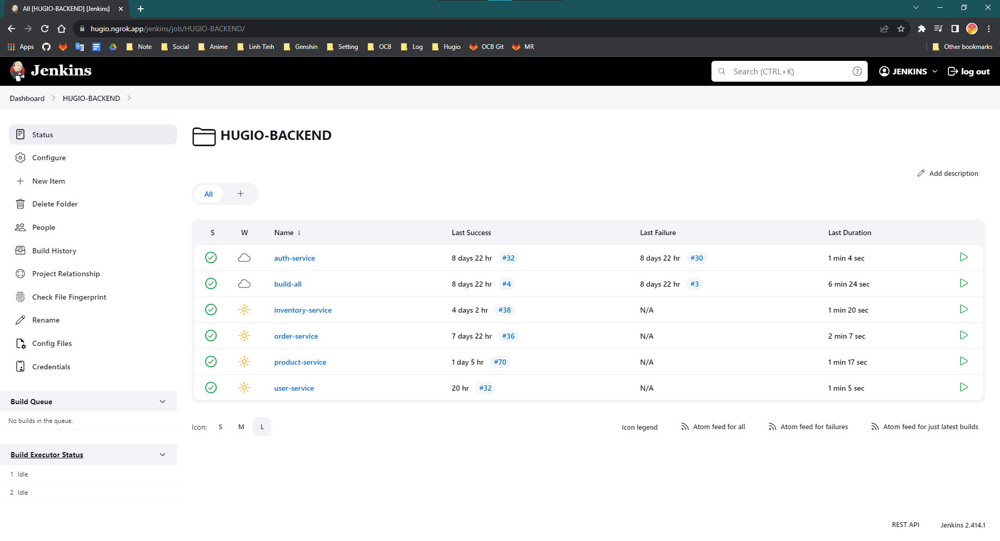 All [HUGIO-BACKEND] [Jenkins]
hugio.ngrok.app/jenkins/job/HUGIO-BACKEND/
Apps Note Social Anime Linh Tinh Genshin Setting OCB Log Hugio OCB Git MR Other bookmarks
Jenkins Search (CTRL+K) JENKINS log out
Dashboard HUGIO-BACKEND
Status
Configure
New Item
Delete Folder
People
Build History
Project Relationship
Check File Fingerprint
Rename
Config Files
Credentials
Build Queue
No builds in the queue.
Build Executor Status
1 Idle
2 Idle
HUGIO-BACKEND
Add description
All +
S W Name ↓ Last Success Last Failure Last Duration
auth-service 8 days 22 hr #32 8 days 22 hr #30 1 min 4 sec
build-all 8 days 22 hr #4 8 days 22 hr #3 6 min 24 sec
inventory-service 4 days 2 hr #38 N/A 1 min 20 sec
order-service 7 days 22 hr #36 N/A 2 min 7 sec
product-service 1 day 5 hr #70 N/A 1 min 17 sec
user-service 20 hr #32 N/A 1 min 5 sec
Icon: S M L Icon legend Atom feed for all Atom feed for failures Atom feed for just latest builds
REST API Jenkins 2.414.1